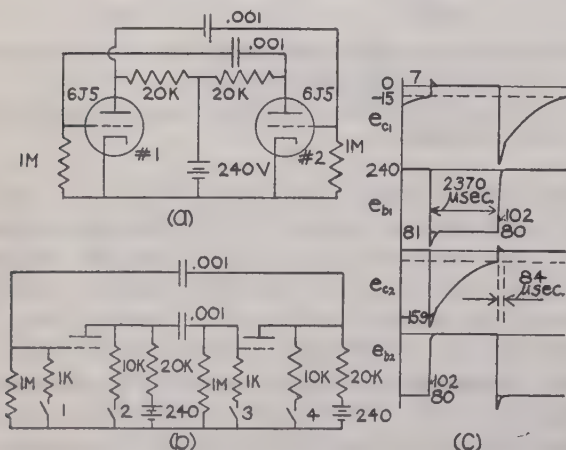 .001
.001
6J5
20K
20K
6J5
1M
#1
240V
#2
1M
(a)
.001
.001
1M
1K
1
10K
2
20K
240
1M
1K
3
10K
4
20K
240
(b)
0
7
-15
ec1
240
2370
μsec.
eb1
81
102
80
ec2
-159
84
μsec.
eb2
102
80
(c)